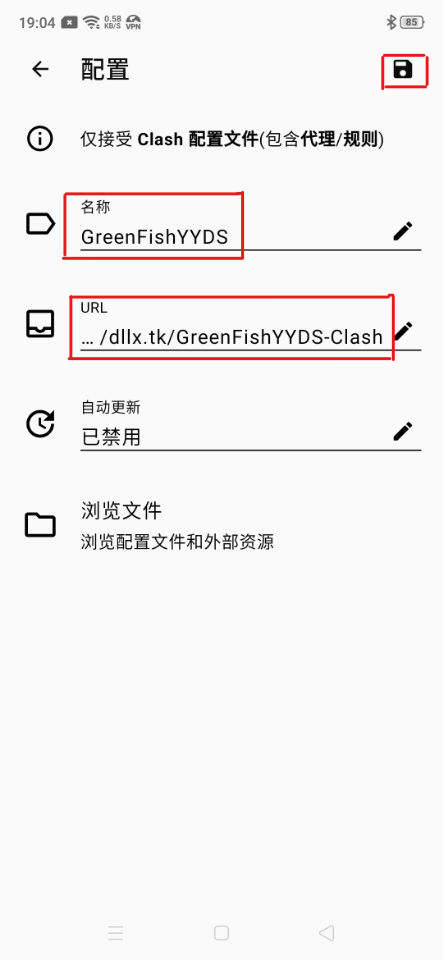 19:04 0.58 KB/S VPN 85
配置
仅接受 Clash 配置文件(包含代理/规则)
名称
GreenFishYYDS
URL
... /dllx.tk/GreenFishYYDS-Clash
自动更新
已禁用
浏览文件
浏览配置文件和外部资源